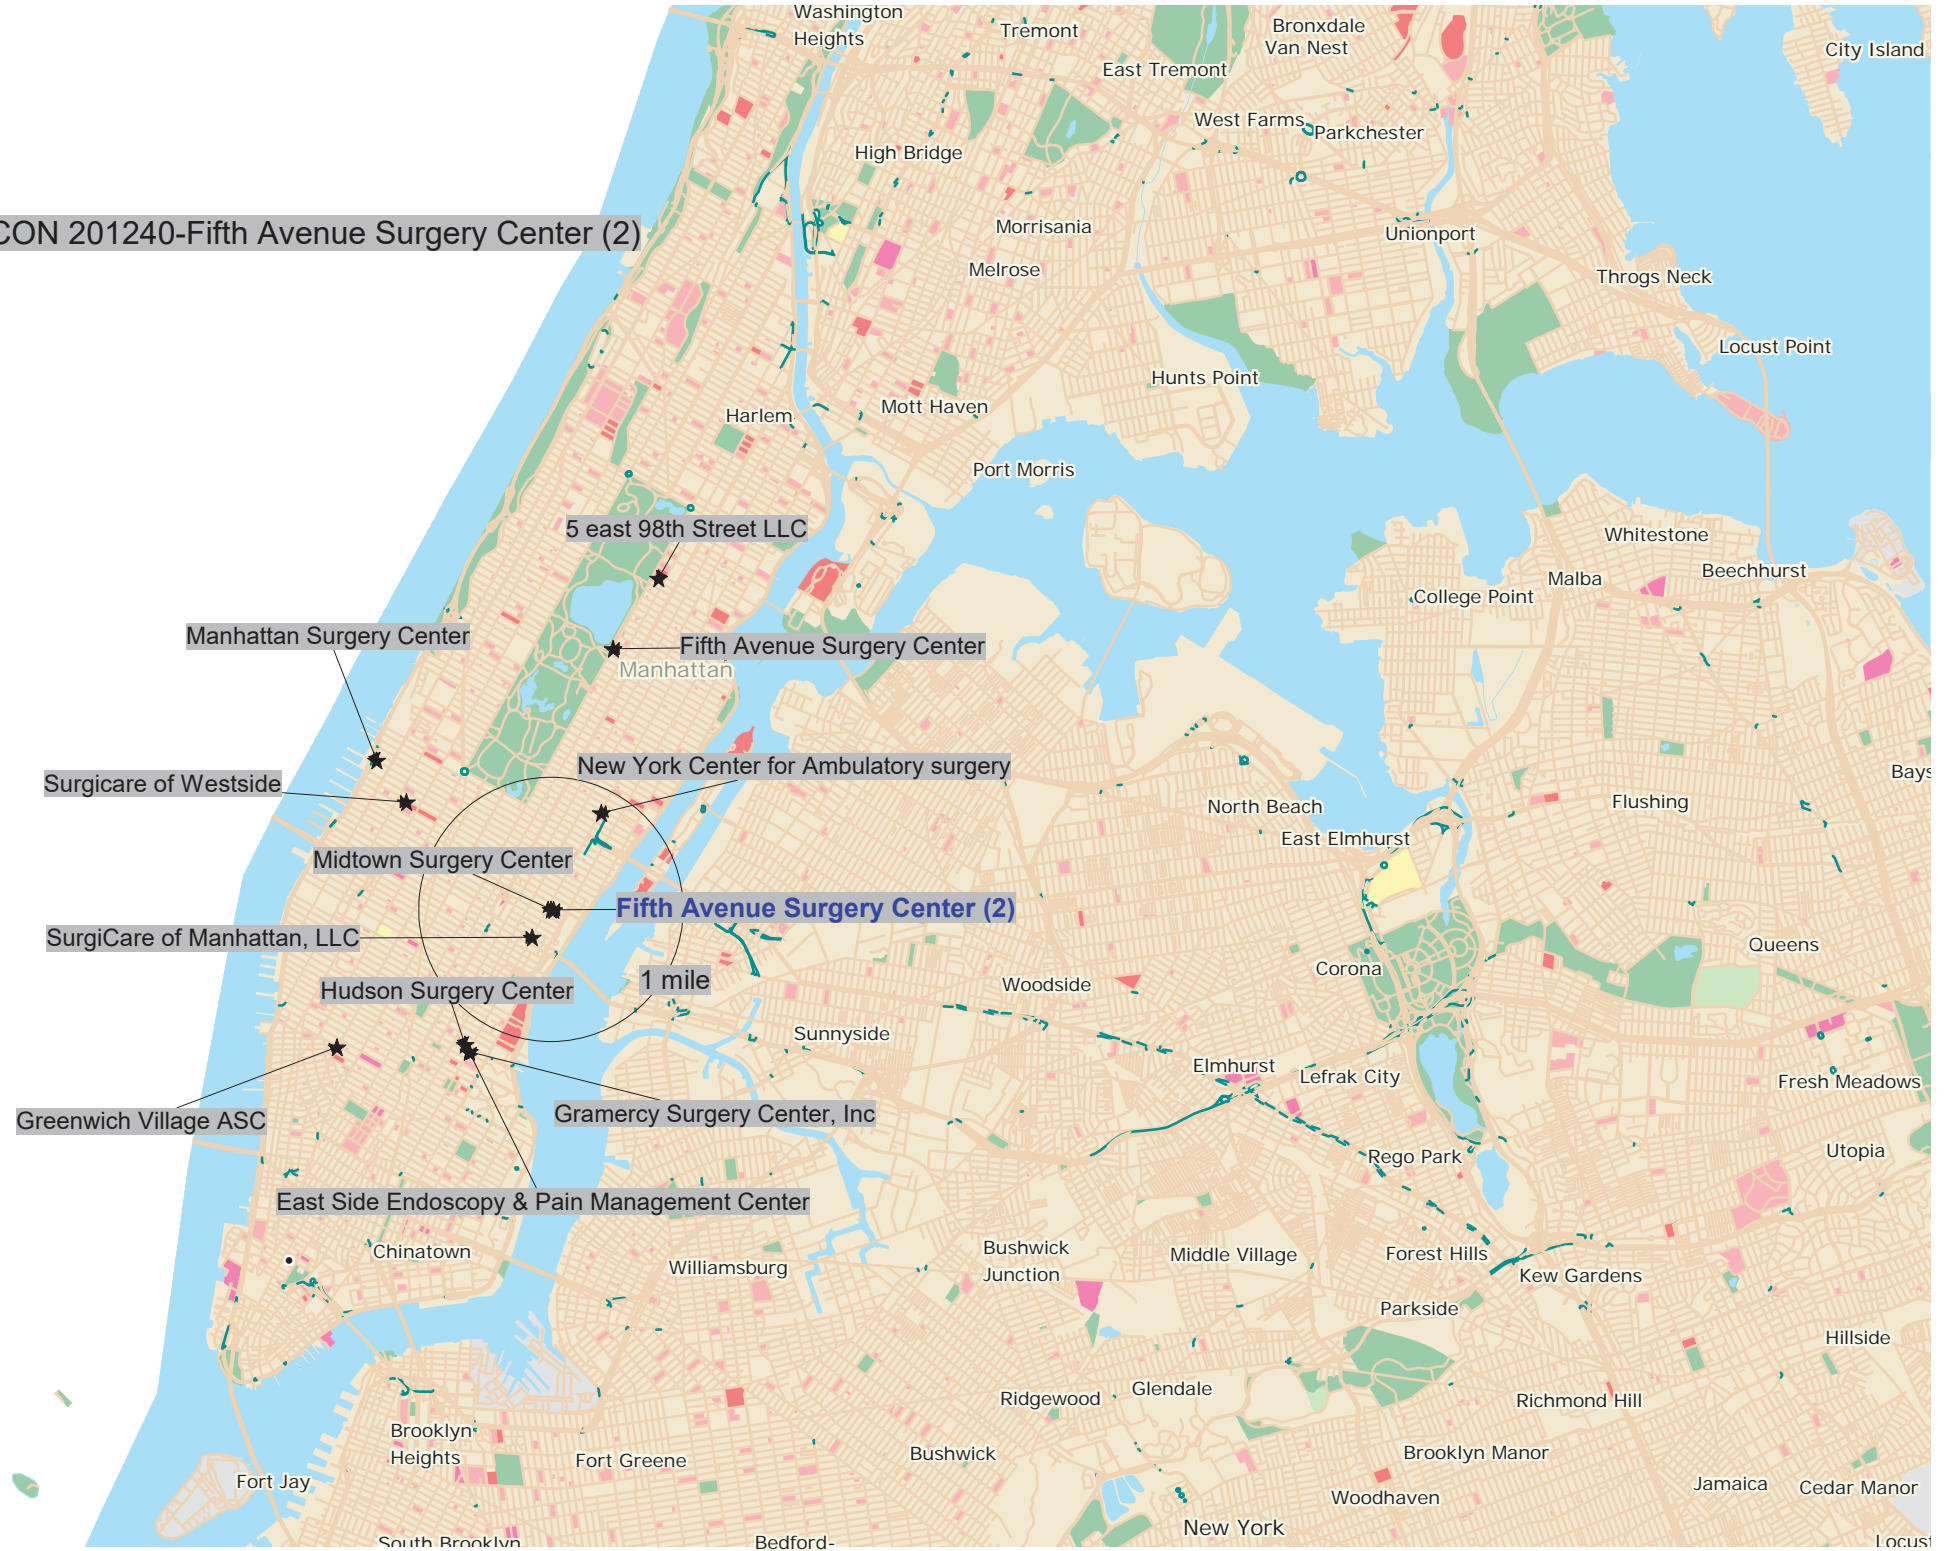 Washington
Heights
Tremont
Bronxdale
Van Nest
City Island
East Tremont
West Farms
Parkchester
High Bridge
CON 201240-Fifth Avenue Surgery Center (2)
Morrisania
Unionport
Melrose
Throgs Neck
Locust Point
Hunts Point
Harlem
Mott Haven
Port Morris
5 east 98th Street LLC
Whitestone
Malba
Beechhurst
College Point
Manhattan Surgery Center
Fifth Avenue Surgery Center
Manhattan
New York Center for Ambulatory surgery
Bays
Surgicare of Westside
North Beach
Flushing
East Elmhurst
Midtown Surgery Center
Fifth Avenue Surgery Center (2)
SurgiCare of Manhattan, LLC
Queens
Corona
1 mile
Woodside
Hudson Surgery Center
Sunnyside
Elmhurst
Lefrak City
Fresh Meadows
Greenwich Village ASC
Gramercy Surgery Center, Inc
Rego Park
Utopia
East Side Endoscopy & Pain Management Center
Chinatown
Williamsburg
Bushwick
Junction
Middle Village
Forest Hills
Kew Gardens
Parkside
Hillside
Ridgewood
Glendale
Richmond Hill
Brooklyn
Heights
Fort Greene
Bushwick
Brooklyn Manor
Fort Jay
Woodhaven
Jamaica
Cedar Manor
New York
South Brooklyn
Bedford-
Locust